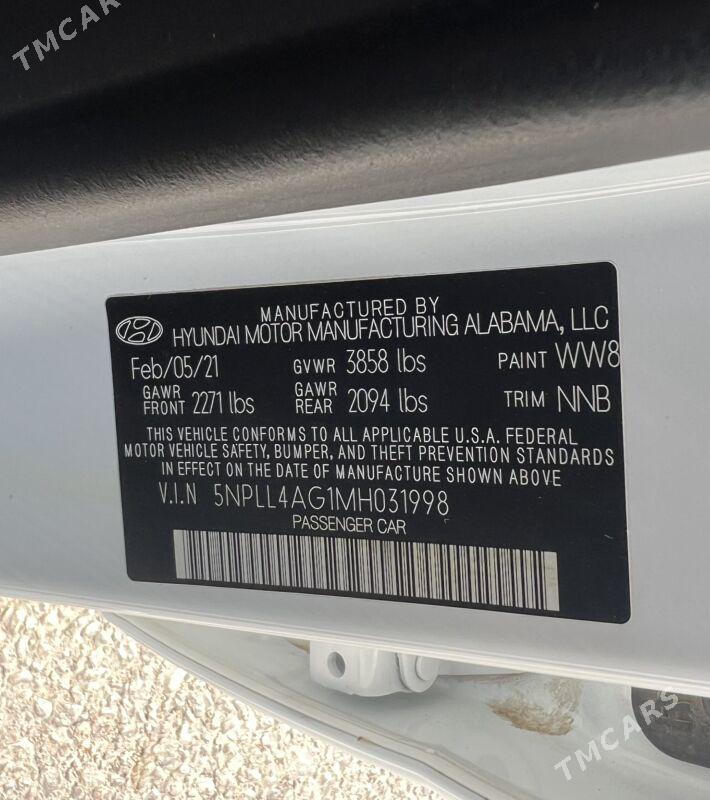 TMCARS
MANUFACTURED BY
HYUNDAI MOTOR MANUFACTURING ALABAMA, LLC
Feb/05/21 GVWR 3858 lbs PAINT WW8
GAWR FRONT 2271 lbs GAWR REAR 2094 lbs TRIM NNB
THIS VEHICLE CONFORMS TO ALL APPLICABLE U.S.A. FEDERAL
MOTOR VEHICLE SAFETY, BUMPER, AND THEFT PREVENTION STANDARDS
IN EFFECT ON THE DATE OF MANUFACTURE SHOWN ABOVE
V.I.N 5NPLL4AG1MH031998
PASSENGER CAR
TMCARS